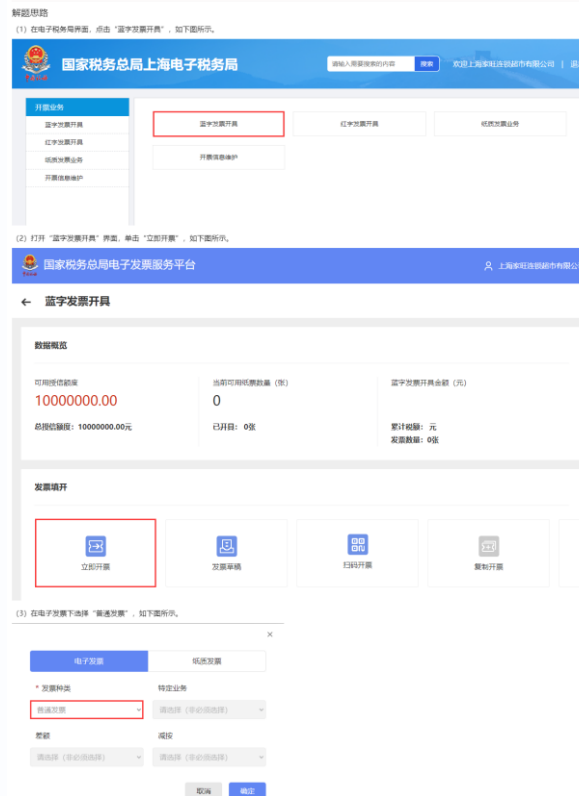 解题思路
(1) 在电子税务局界面，点击“蓝字发票开具”，如下图所示。
国家税务总局上海电子税务局
请输入需要搜索的内容 搜索 欢迎上海家旺连锁超市有限公司 | 退
开票业务
蓝字发票开具
红字发票开具
纸质发票业务
开票信息维护
蓝字发票开具 红字发票开具 纸质发票业务
开票信息维护
(2) 打开“蓝字发票开具”界面，单击“立即开票”，如下图所示。
国家税务总局电子发票服务平台 上海家旺连锁超市有限公
← 蓝字发票开具
数据概览
可用授信额度 当前可用纸票数量（张） 蓝字发票开具金额（元）
10000000.00 0
总授信额度：10000000.00元 已开具：0张 累计税额：元
发票数量：0张
发票填开
立即开票 发票草稿 扫码开票 复制开票
(3) 在电子发票下选择“普通发票”，如下图所示。
×
电子发票 纸质发票
* 发票种类 特定业务
普通发票 请选择（非必须选择）
差额 减按
请选择（非必须选择） 请选择（非必须选择）
取消 确定